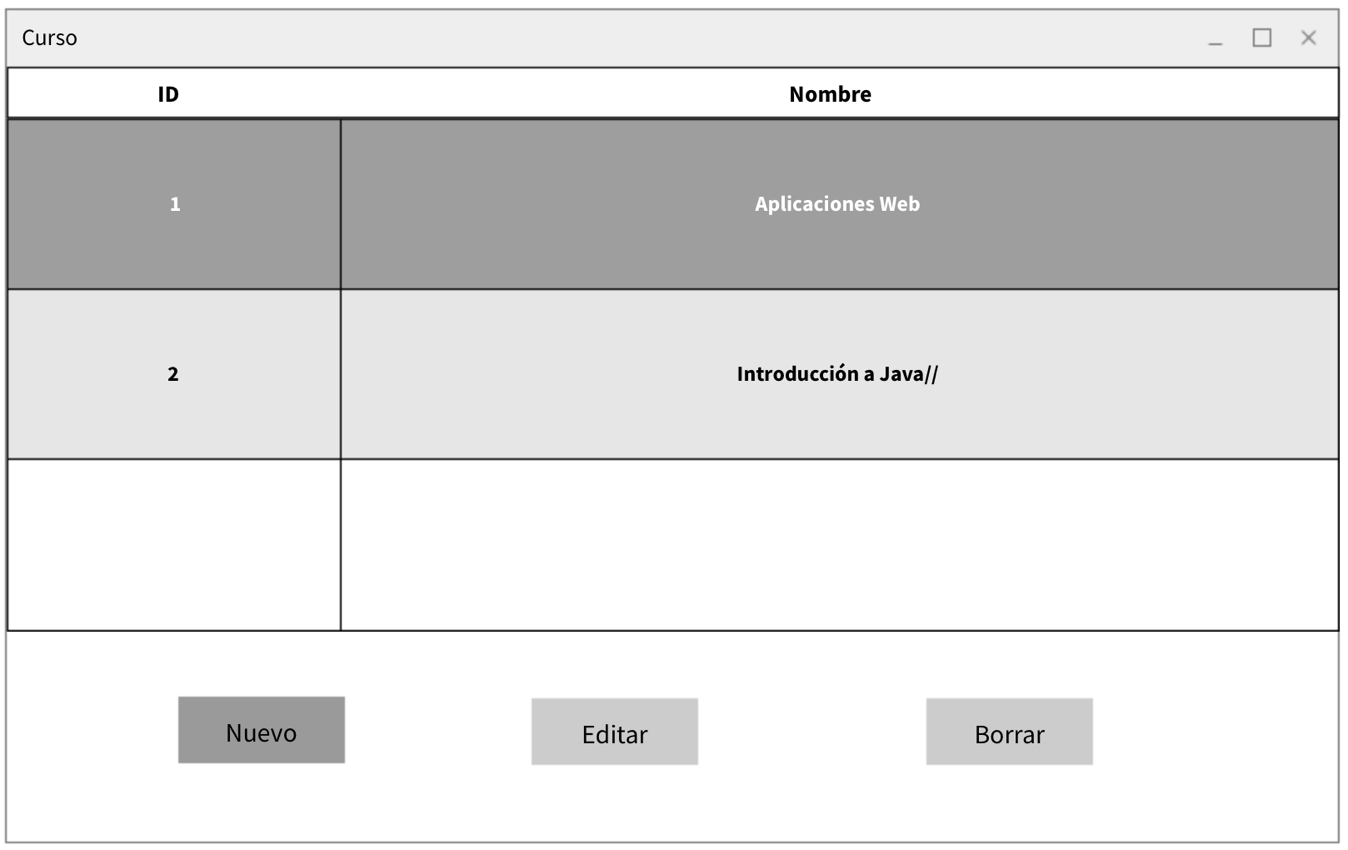 Curso
ID Nombre
1 Aplicaciones Web
2 Introducción a Java//
Nuevo Editar Borrar